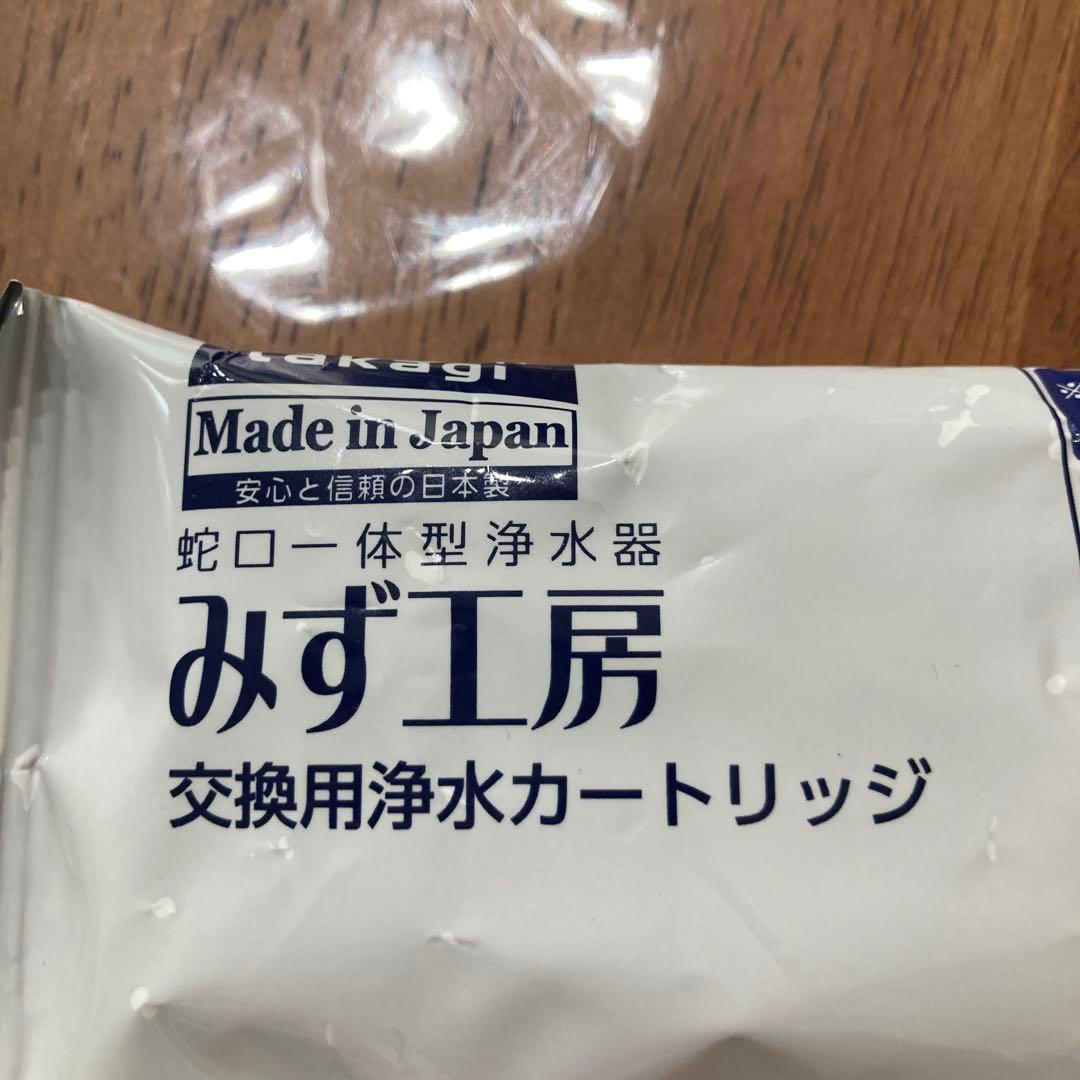 takagi
Made in Japan
安心と信頼の日本製
蛇口一体型浄水器
みず工房
交換用浄水カートリッジ
※